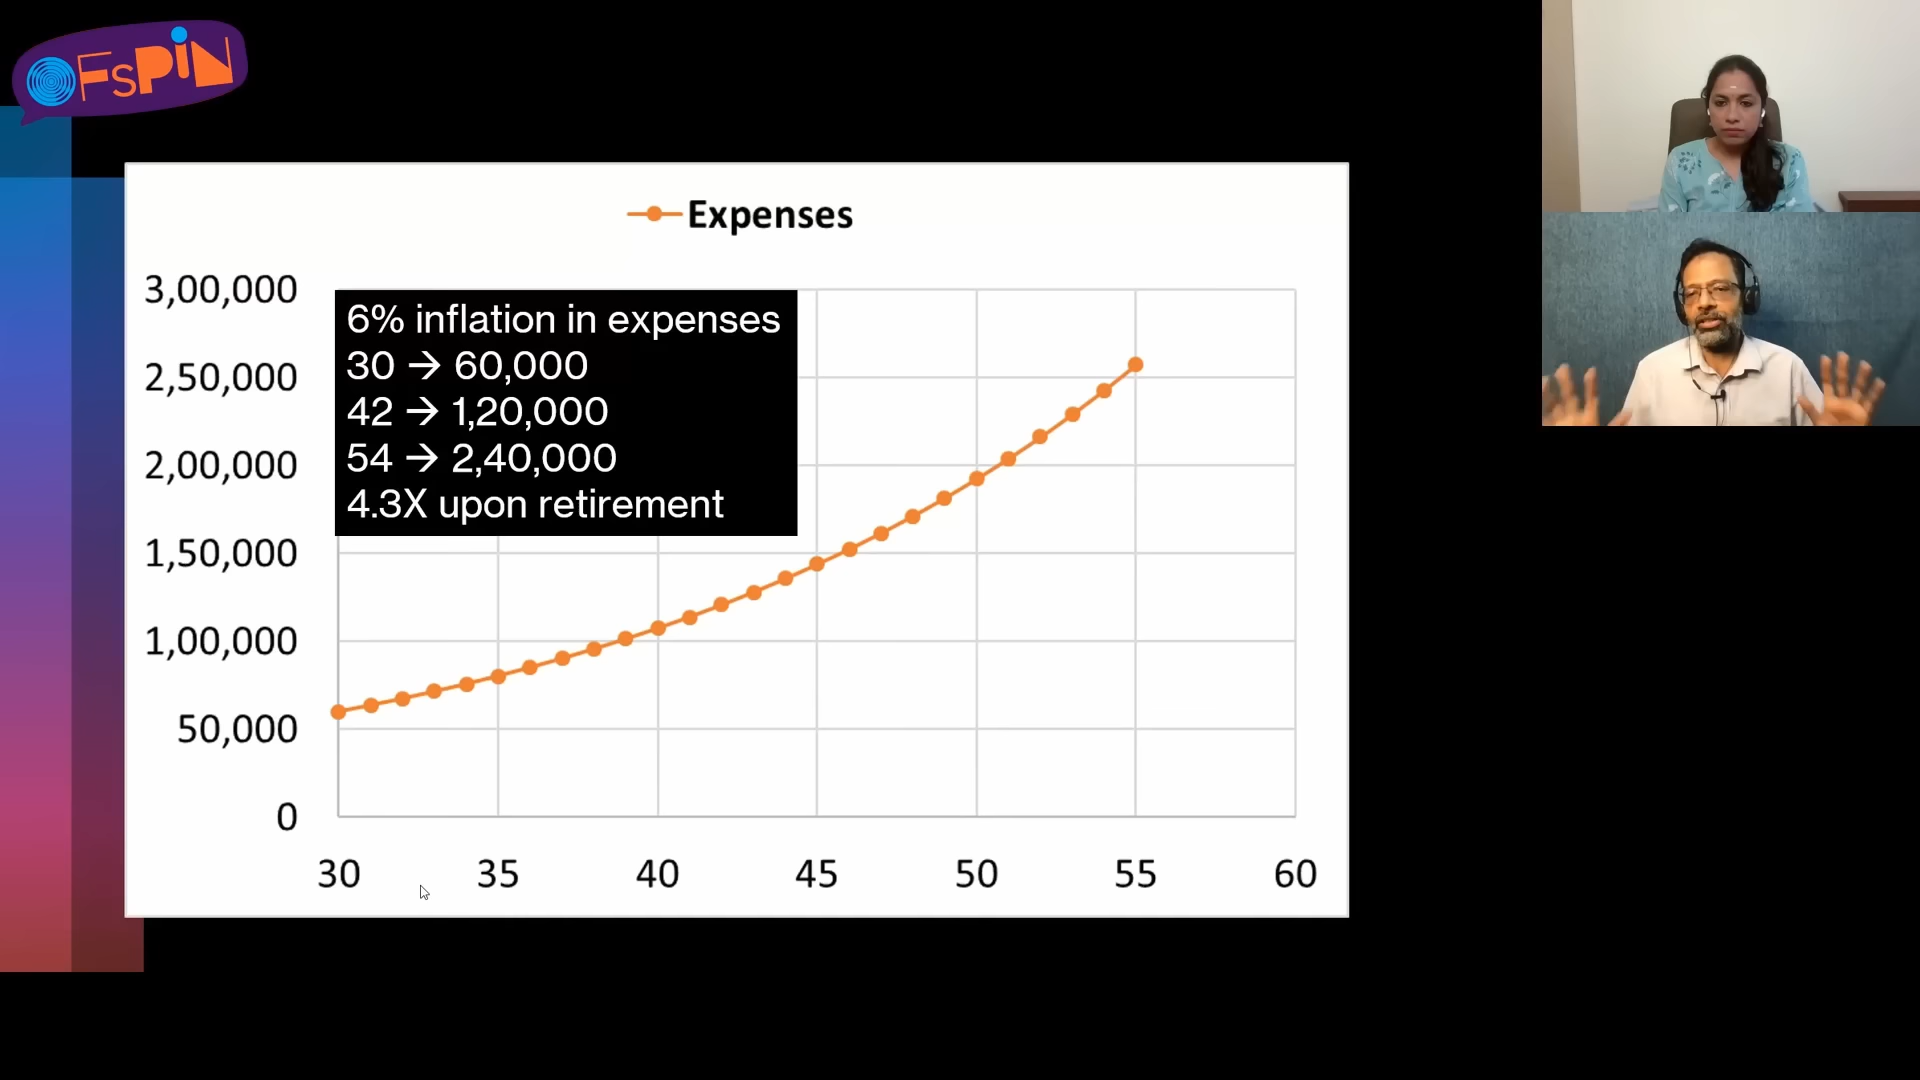 OFSPIN
Expenses
3,00,000
2,50,000
2,00,000
1,50,000
1,00,000
50,000
0
6% inflation in expenses
30 → 60,000
42 → 1,20,000
54 → 2,40,000
4.3X upon retirement
30 35 40 45 50 55 60